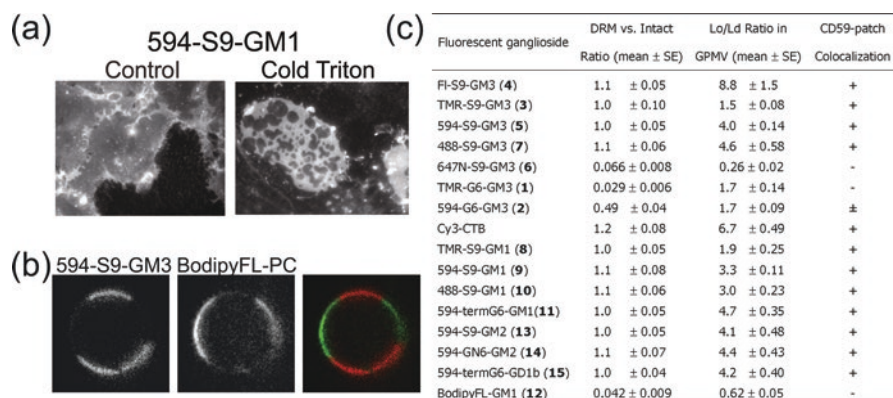 (a)
594-S9-GM1
Control Cold Triton
(b)
594-S9-GM3 BodipyFL-PC
(c)
Fluorescent ganglioside DRM vs. Intact Ratio (mean ± SE) Lo/Ld Ratio in GPMV (mean ± SE) CD59-patch Colocalization
Fl-S9-GM3 (4) 1.1 ± 0.05 8.8 ± 1.5 +
TMR-S9-GM3 (3) 1.0 ± 0.10 1.5 ± 0.08 +
594-S9-GM3 (5) 1.0 ± 0.05 4.0 ± 0.14 +
488-S9-GM3 (7) 1.1 ± 0.06 4.6 ± 0.58 +
647N-S9-GM3 (6) 0.066 ± 0.008 0.26 ± 0.02 -
TMR-G6-GM3 (1) 0.029 ± 0.006 1.7 ± 0.14 -
594-G6-GM3 (2) 0.49 ± 0.04 1.7 ± 0.09 ±
Cy3-CTB 1.2 ± 0.08 6.7 ± 0.49 +
TMR-S9-GM1 (8) 1.0 ± 0.05 1.9 ± 0.25 +
594-S9-GM1 (9) 1.1 ± 0.08 3.3 ± 0.11 +
488-S9-GM1 (10) 1.1 ± 0.06 3.0 ± 0.23 +
594-termG6-GM1(11) 1.0 ± 0.05 4.7 ± 0.35 +
594-S9-GM2 (13) 1.0 ± 0.05 4.1 ± 0.48 +
594-GN6-GM2 (14) 1.1 ± 0.07 4.4 ± 0.43 +
594-termG6-GD1b (15) 1.0 ± 0.04 4.2 ± 0.40 +
BodipyFL-GM1 (12) 0.042 ± 0.009 0.62 ± 0.05 -